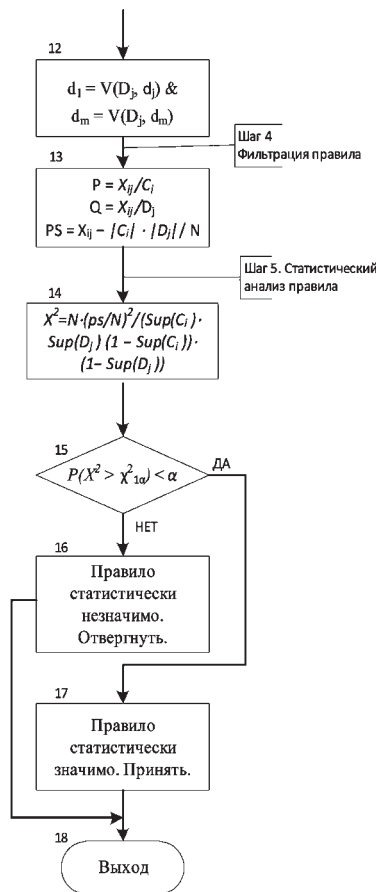 12
d₁ = V(Dⱼ, dⱼ) &
dₘ = V(Dⱼ, dₘ)
Шаг 4
Фильтрация правила
13
P = Xᵢⱼ/Cᵢ
Q = Xᵢⱼ/Dⱼ
PS = Xᵢⱼ – |Cᵢ| · |Dⱼ| / N
Шаг 5. Статистический
анализ правила
14
X²=N·(ps/N)²/(Sup(Cᵢ)·
Sup(Dⱼ) (1 – Sup(Cᵢ))·
(1– Sup(Dⱼ))
15
P(X² > χ²₁α) < α
ДА
НЕТ
16
Правило
статистически
незначимо.
Отвергнуть.
17
Правило
статистически
значимо. Принять.
18
Выход